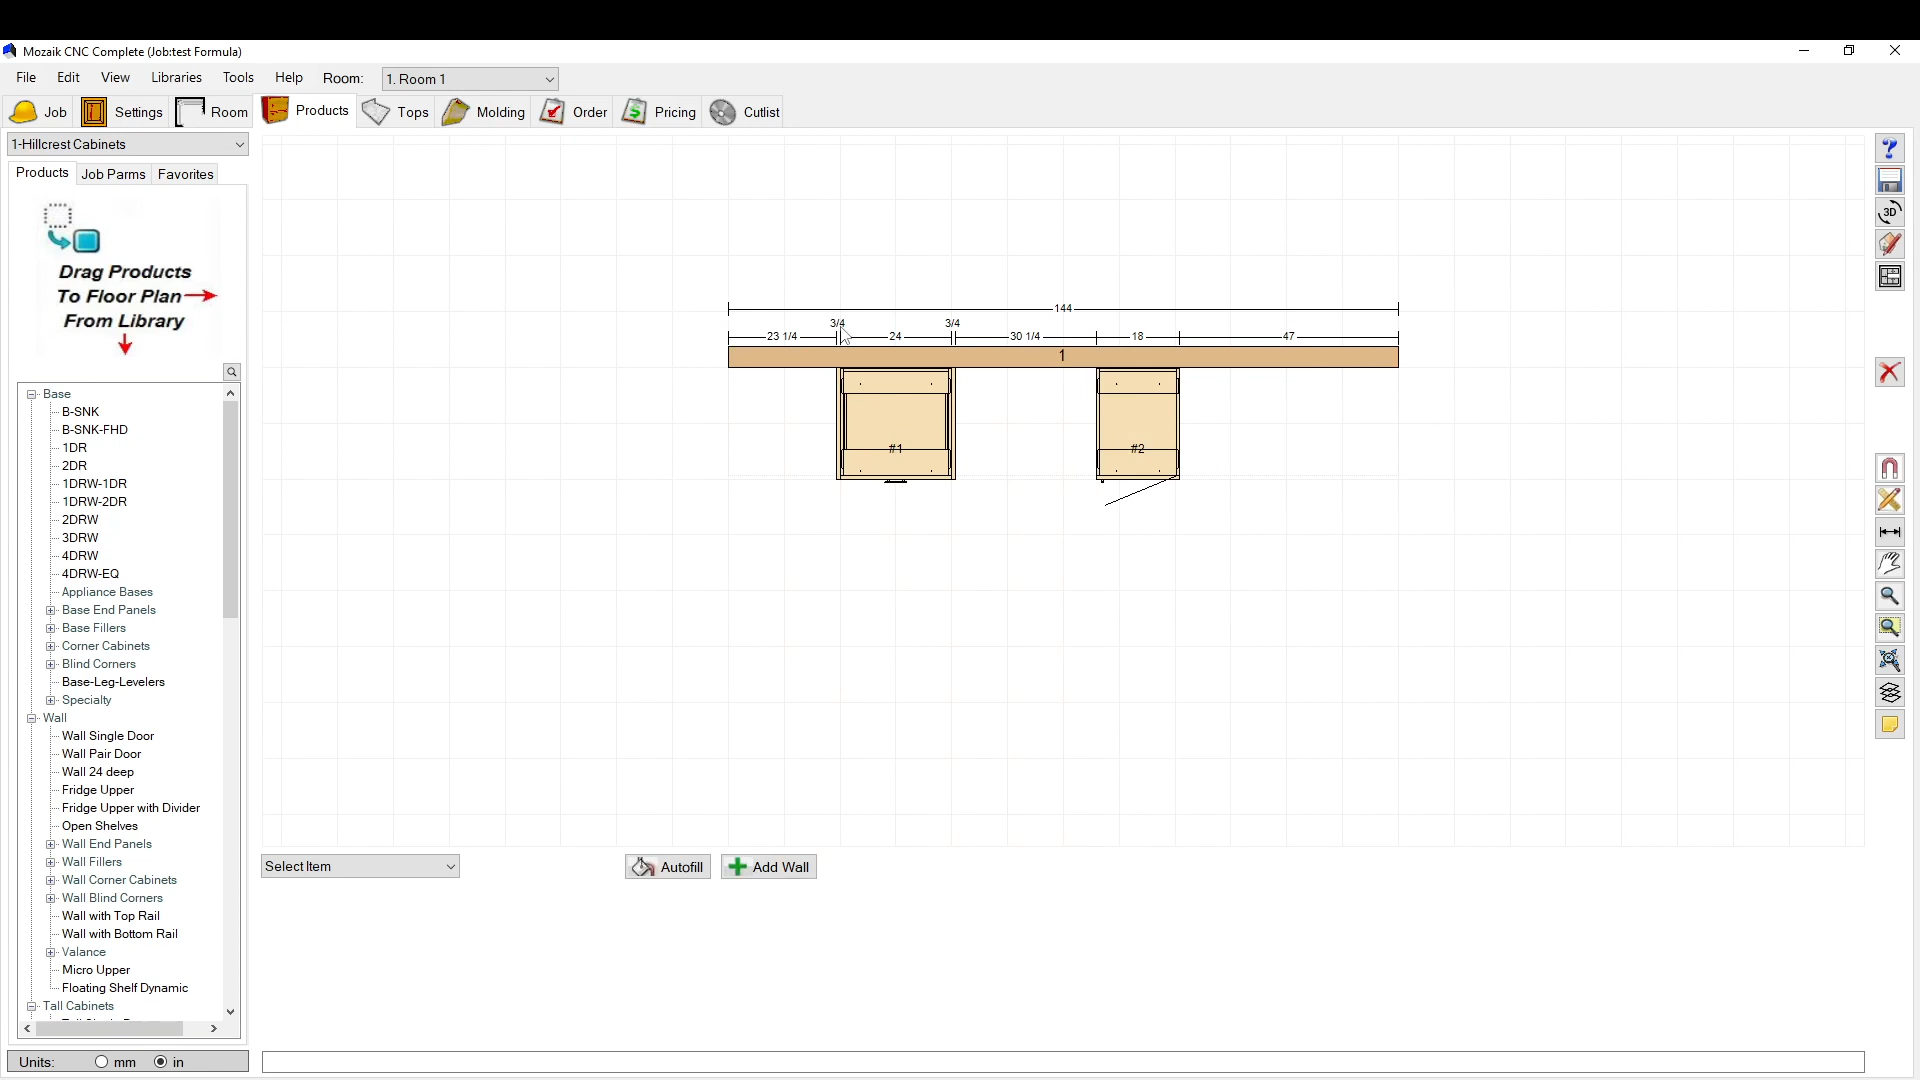 Mozaik CNC Complete (Job:test Formula)
File Edit View Libraries Tools Help Room: 1. Room 1
Job Settings Room Products Tops Molding Order Pricing Cutlist
1-Hillcrest Cabinets
Products Job Parms Favorites
Drag Products
To Floor Plan
From Library
Base
B-SNK
B-SNK-FHD
1DR
2DR
1DRW-1DR
1DRW-2DR
2DRW
3DRW
4DRW
4DRW-EQ
Appliance Bases
Base End Panels
Base Fillers
Corner Cabinets
Blind Corners
Base-Leg-Levelers
Specialty
Wall
Wall Single Door
Wall Pair Door
Wall 24 deep
Fridge Upper
Fridge Upper with Divider
Open Shelves
Wall End Panels
Wall Fillers
Wall Corner Cabinets
Wall Blind Corners
Wall with Top Rail
Wall with Bottom Rail
Valance
Micro Upper
Floating Shelf Dynamic
Tall Cabinets
Units: mm in
144
3/4 3/4
23 1/4 24 30 1/4 18 47
1
#1 #2
Select Item Autofill Add Wall
? 
3D